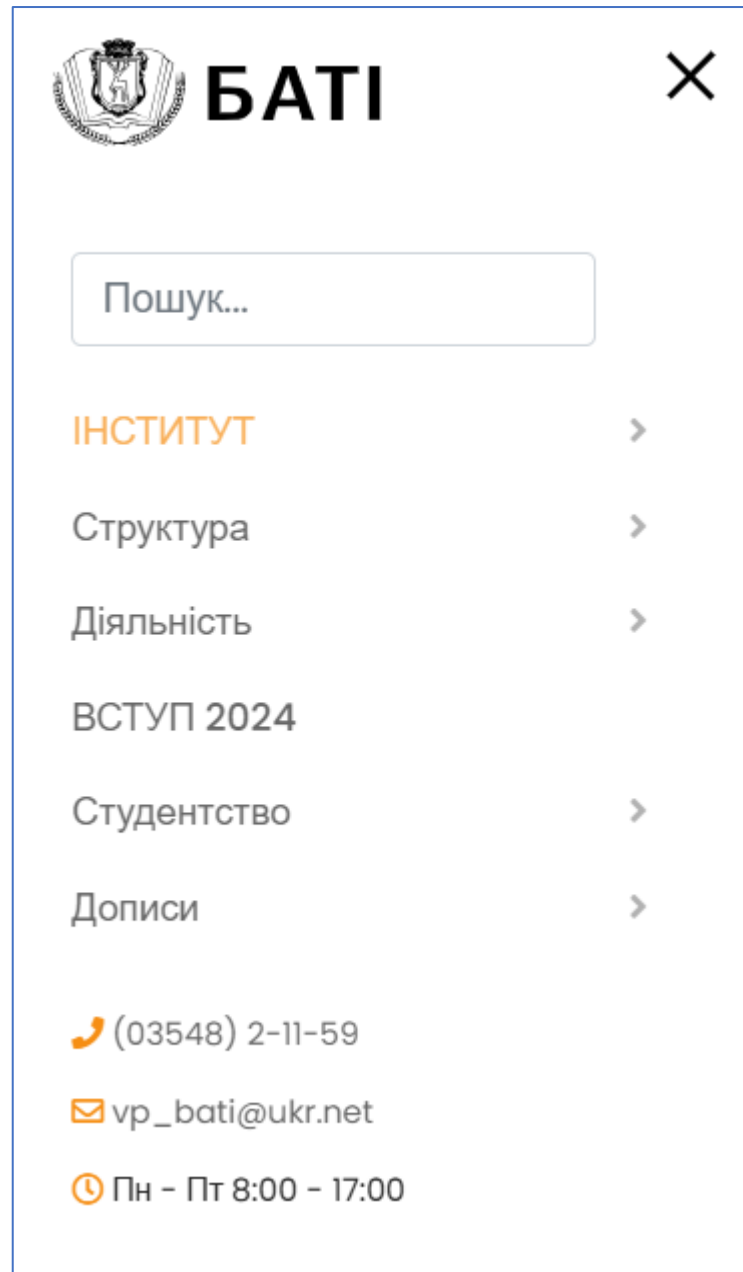 БАТІ
Пошук...
ІНСТИТУТ
Структура
Діяльність
ВСТУП 2024
Студентство
Дописи
(03548) 2-11-59
vp_bati@ukr.net
Пн - Пт 8:00 - 17:00